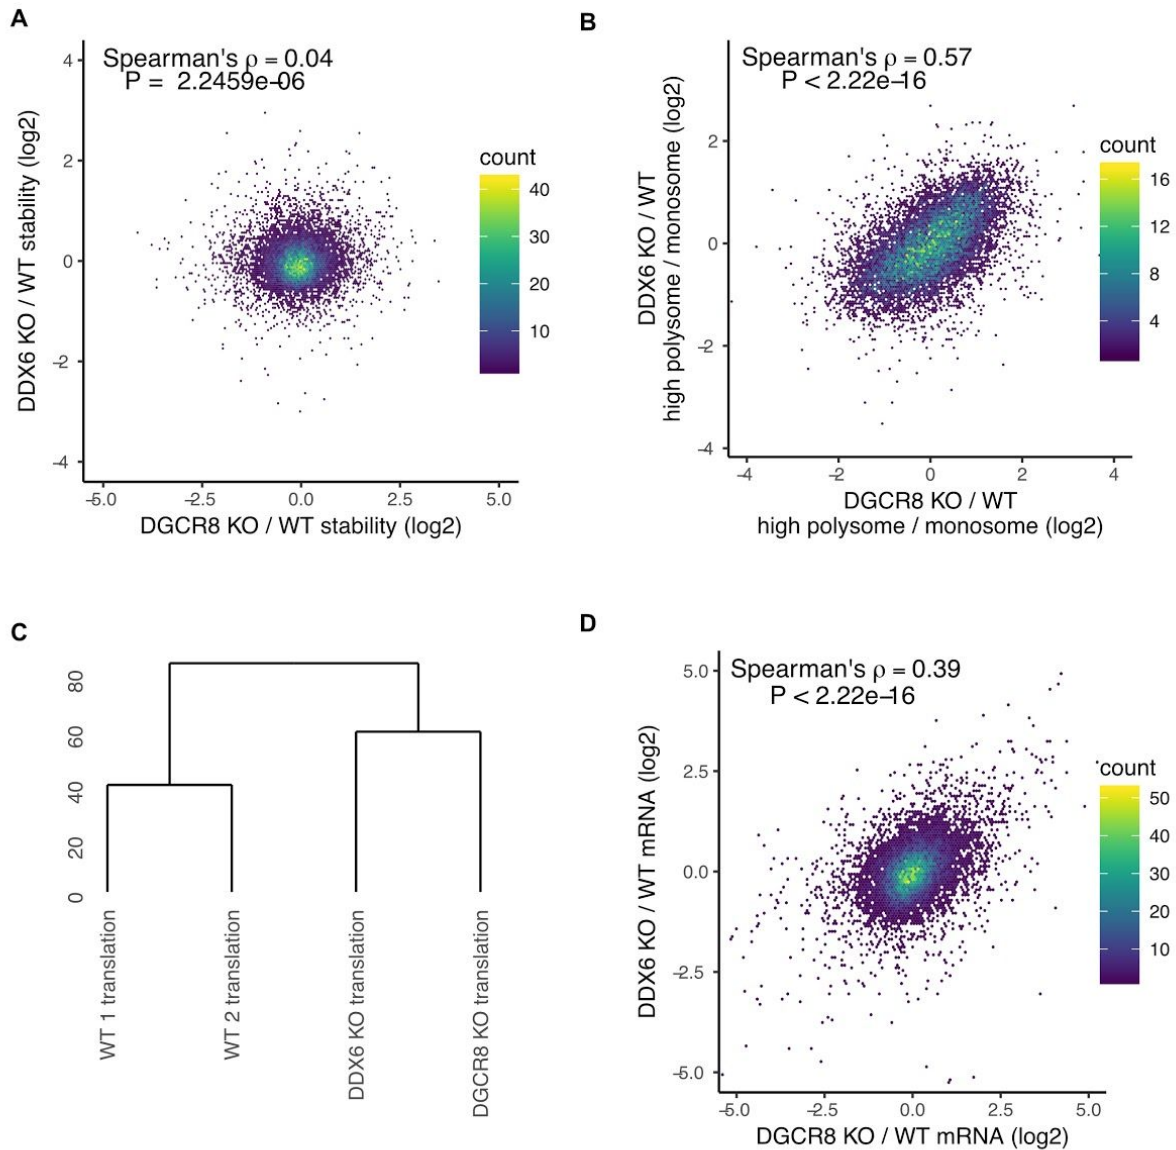 A
Spearman's ρ = 0.04
P = 2.2459e–06
DDX6 KO / WT stability (log2)
4
2
0
–2
–4
–5.0
–2.5
0.0
2.5
5.0
DGCR8 KO / WT stability (log2)
count
40
30
20
10
B
Spearman's ρ = 0.57
P < 2.22e–16
DDX6 KO / WT
high polysome / monosome (log2)
2
0
–2
–4
–4
–2
0
2
4
DGCR8 KO / WT
high polysome / monosome (log2)
count
16
12
8
4
C
80
60
40
20
0
WT 1 translation
WT 2 translation
DDX6 KO translation
DGCR8 KO translation
D
Spearman's ρ = 0.39
P < 2.22e–16
DDX6 KO / WT mRNA (log2)
5.0
2.5
0.0
–2.5
–5.0
–5.0
–2.5
0.0
2.5
5.0
DGCR8 KO / WT mRNA (log2)
count
50
40
30
20
10